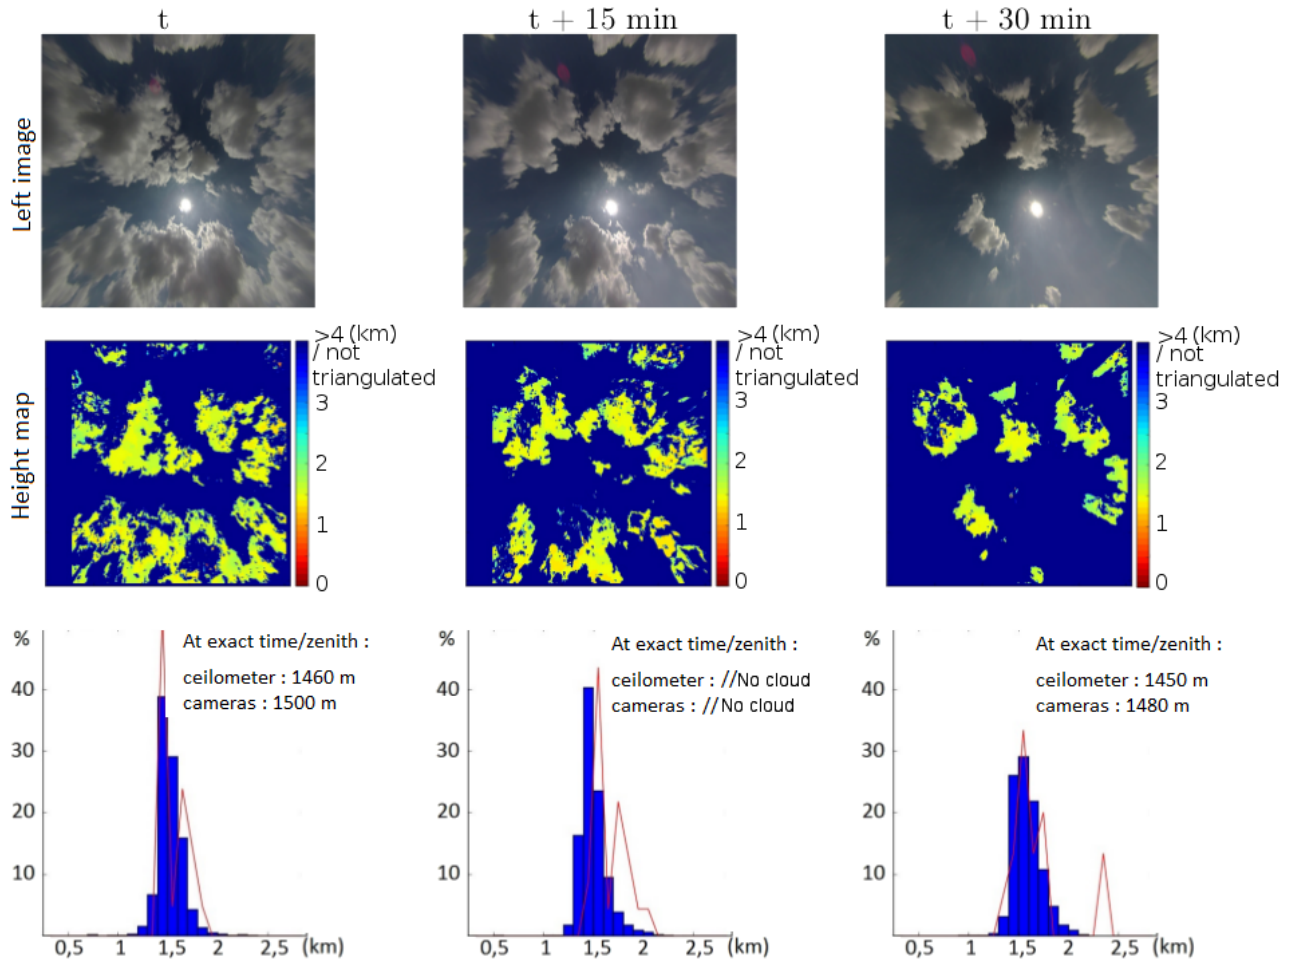 t
t + 15 min
t + 30 min
Left image
Height map
>4 (km)
/ not
triangulated
3
2
1
0
>4 (km)
/ not
triangulated
3
2
1
0
>4 (km)
/ not
triangulated
3
2
1
0
%
40
30
20
10
0,5
1
1,5
2
2,5
(km)
At exact time/zenith :
ceilometer : 1460 m
cameras : 1500 m
%
40
30
20
10
0,5
1
1,5
2
2,5
(km)
At exact time/zenith :
ceilometer : //No cloud
cameras : //No cloud
%
40
30
20
10
0,5
1
1,5
2
2,5
(km)
At exact time/zenith :
ceilometer : 1450 m
cameras : 1480 m